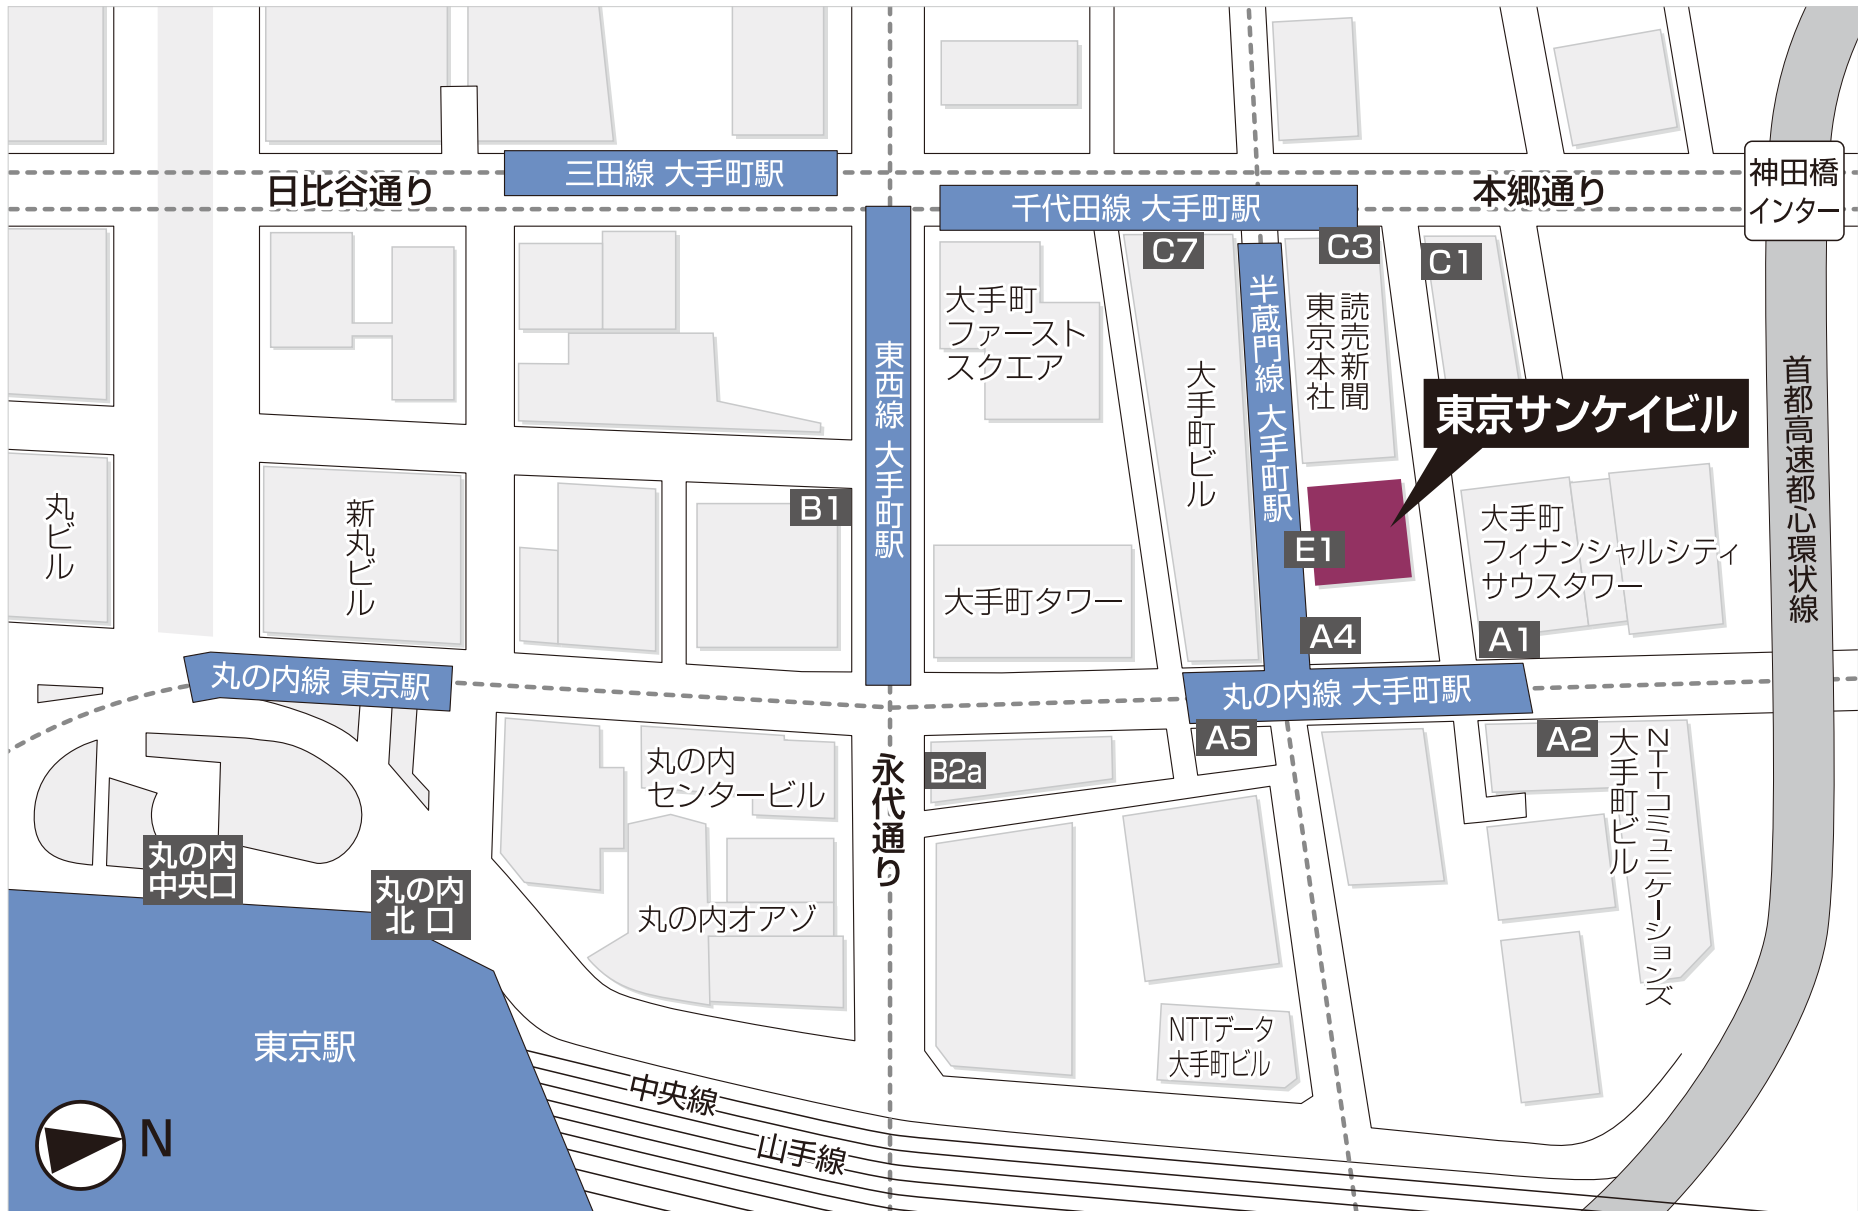 三田線 大手町駅
日比谷通り
千代田線 大手町駅
本郷通り
神田橋
インター
C7
C3
C1
大手町
ファースト
スクエア
半蔵門線 大手町駅
読売新聞
東京本社
東西線 大手町駅
大手町ビル
東京サンケイビル
首都高速都心環状線
丸ビル
新丸ビル
B1
E1
大手町
フィナンシャルシティ
サウスタワー
大手町タワー
A4
A1
丸の内線 東京駅
丸の内線 大手町駅
A5
A2
NTTコミュニケーションズ
大手町ビル
丸の内
センタービル
永代通り
B2a
丸の内
中央口
丸の内
北口
丸の内オアゾ
東京駅
NTTデータ
大手町ビル
中央線
山手線
N